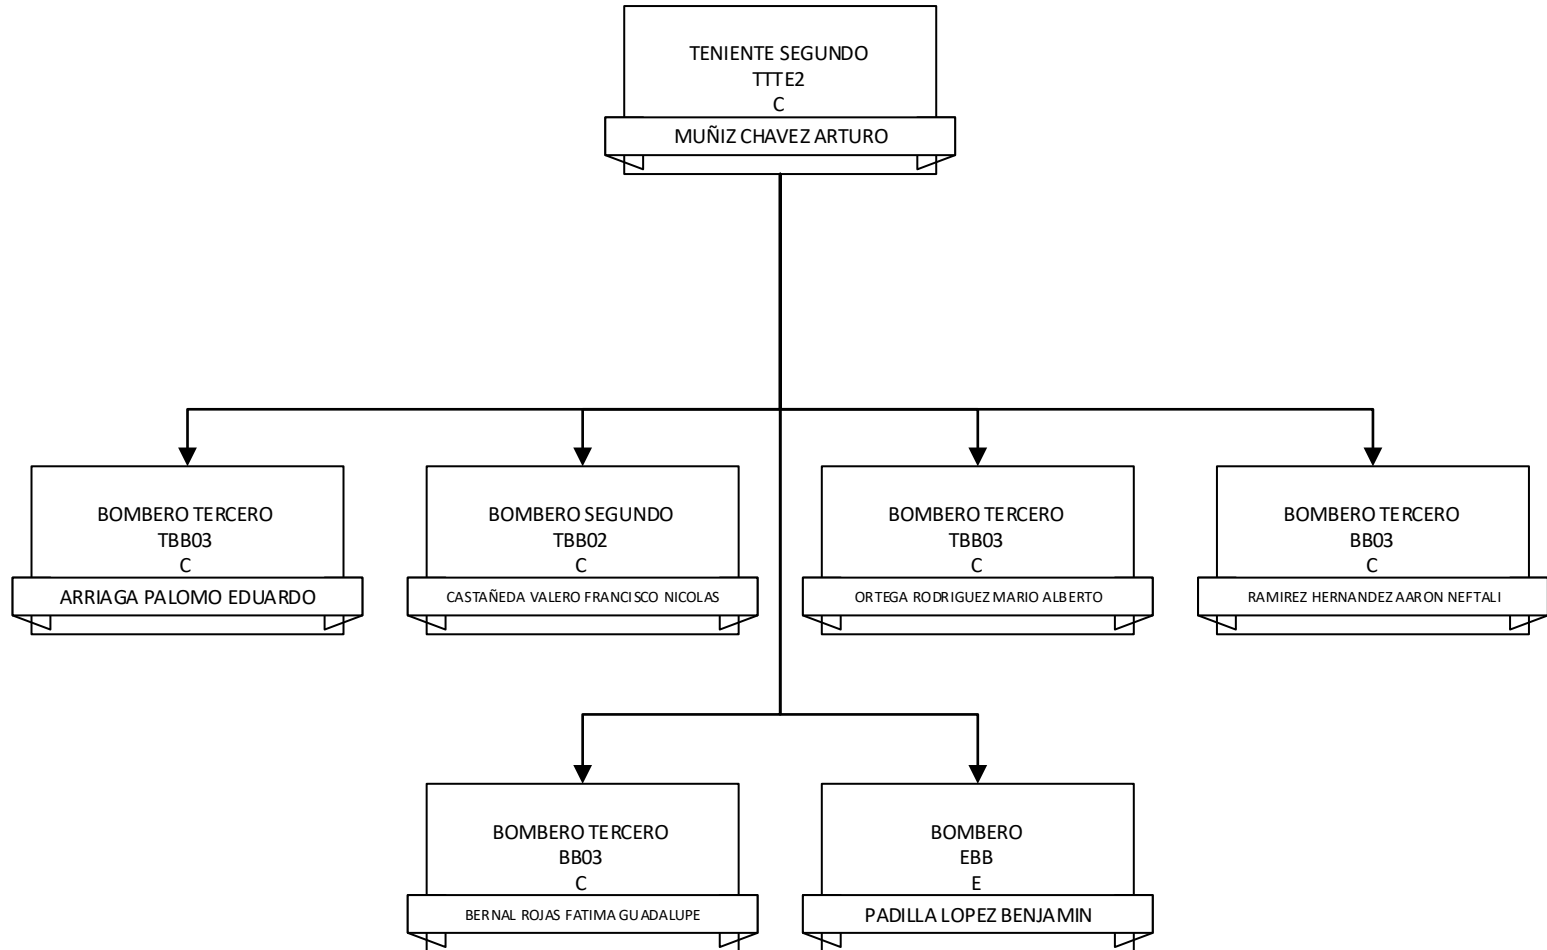 TENIENTE SEGUNDO
TTTE2
C
MUÑIZ CHAVEZ ARTURO
BOMBERO TERCERO
TBB03
C
ARRIAGA PALOMO EDUARDO
BOMBERO SEGUNDO
TBB02
C
CASTAÑEDA VALERO FRANCISCO NICOLAS
BOMBERO TERCERO
TBB03
C
ORTEGA RODRIGUEZ MARIO ALBERTO
BOMBERO TERCERO
BB03
C
RAMIREZ HERNANDEZ AARON NEFTALI
BOMBERO TERCERO
BB03
C
BERNAL ROJAS FATIMA GUADALUPE
BOMBERO
EBB
E
PADILLA LOPEZ BENJAMIN